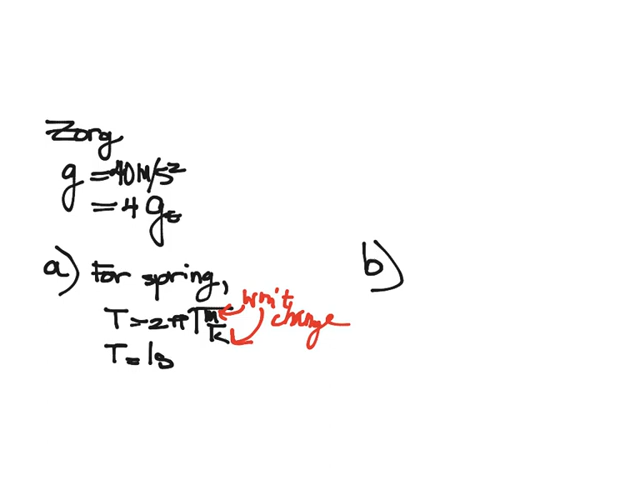 Zorg
g = 40 m/s²
= 4 gE
a) For spring,
T = 2π√m/k
won't change
T = 1s
b)